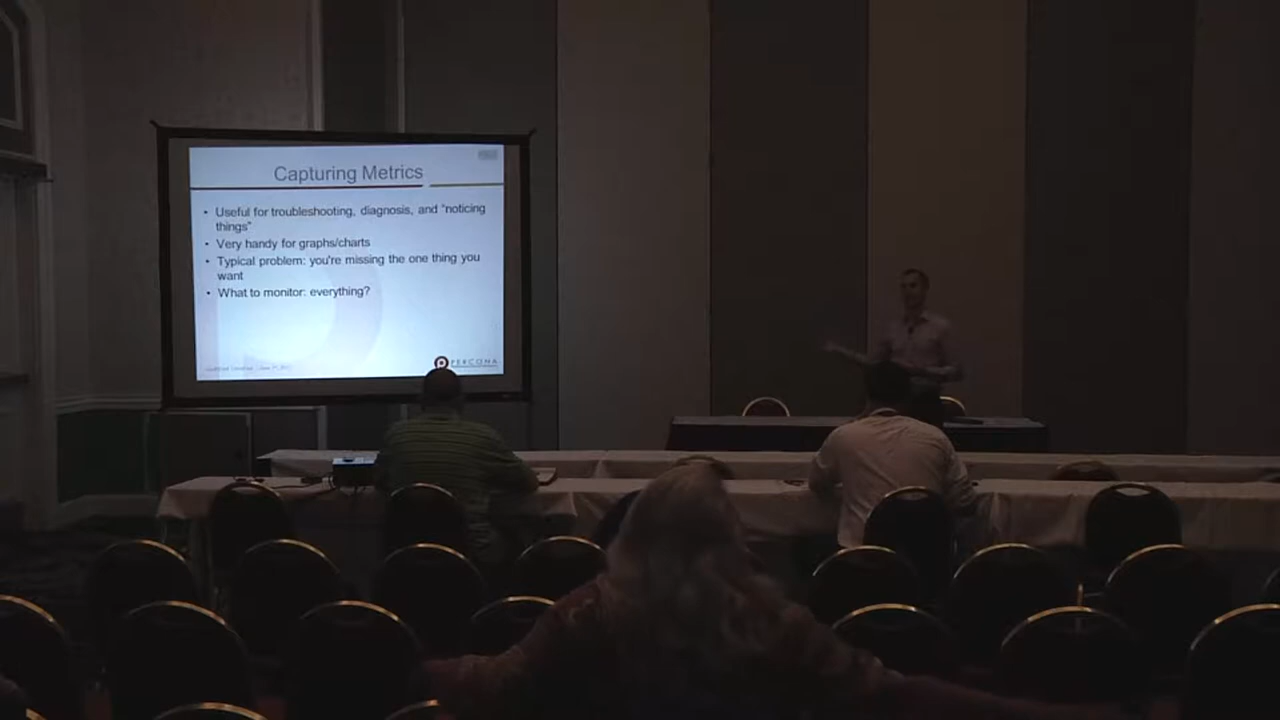 Capturing Metrics
• Useful for troubleshooting, diagnosis, and "noticing
things"
• Very handy for graphs/charts
• Typical problem: you're missing the one thing you
want
• What to monitor: everything?
PERCONA